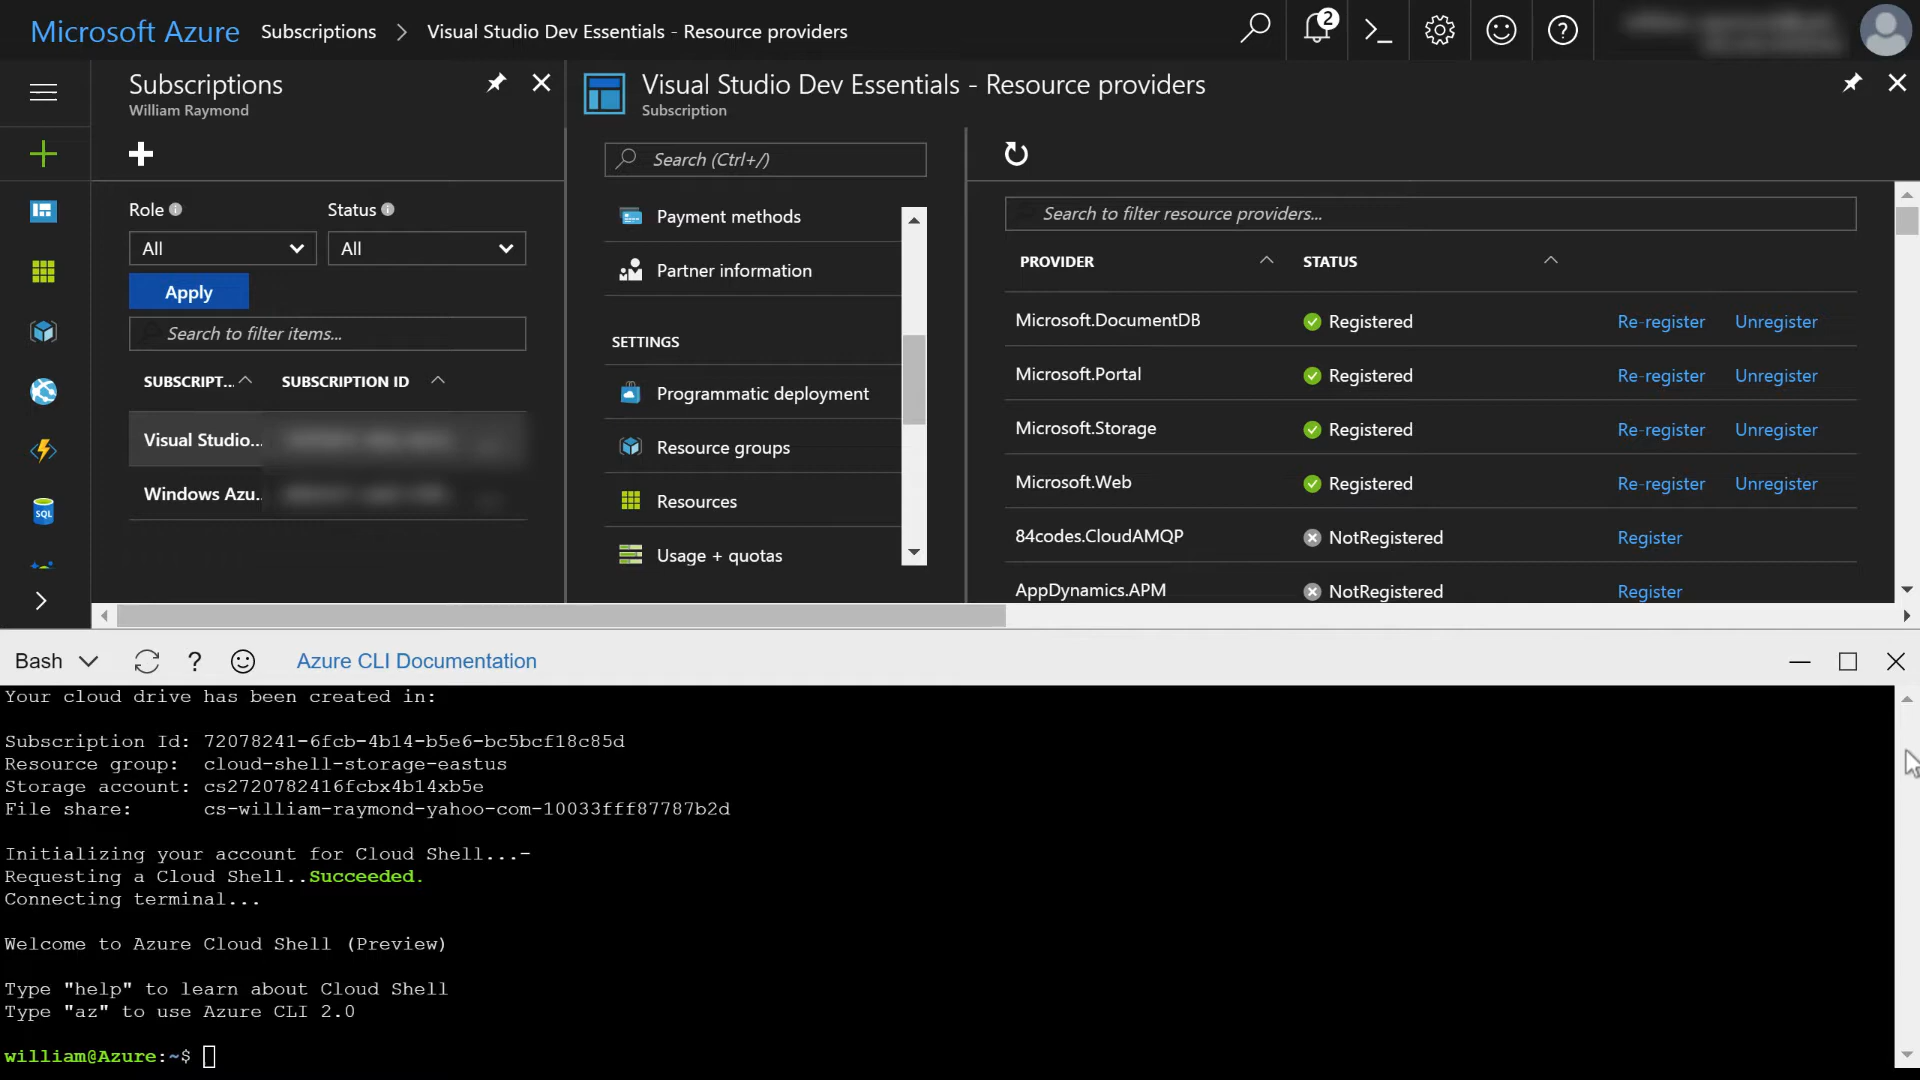 Microsoft Azure Subscriptions > Visual Studio Dev Essentials - Resource providers
2
Subscriptions
William Raymond
Role
Status
All
All
Apply
Search to filter items...
SUBSCRIPT... SUBSCRIPTION ID
Visual Studio...
Windows Azu...
Visual Studio Dev Essentials - Resource providers
Subscription
Search (Ctrl+/)
Payment methods
Partner information
SETTINGS
Programmatic deployment
Resource groups
Resources
Usage + quotas
Search to filter resource providers...
PROVIDER STATUS
Microsoft.DocumentDB Registered Re-register Unregister
Microsoft.Portal Registered Re-register Unregister
Microsoft.Storage Registered Re-register Unregister
Microsoft.Web Registered Re-register Unregister
84codes.CloudAMQP NotRegistered Register
AppDynamics.APM NotRegistered Register
SQL
Bash ? Azure CLI Documentation
Your cloud drive has been created in:
Subscription Id: 72078241-6fcb-4b14-b5e6-bc5bcf18c85d
Resource group: cloud-shell-storage-eastus
Storage account: cs2720782416fcbx4b14xb5e
File share: cs-william-raymond-yahoo-com-10033fff87787b2d
Initializing your account for Cloud Shell...-
Requesting a Cloud Shell..Succeeded.
Connecting terminal...
Welcome to Azure Cloud Shell (Preview)
Type "help" to learn about Cloud Shell
Type "az" to use Azure CLI 2.0
william@Azure:~$